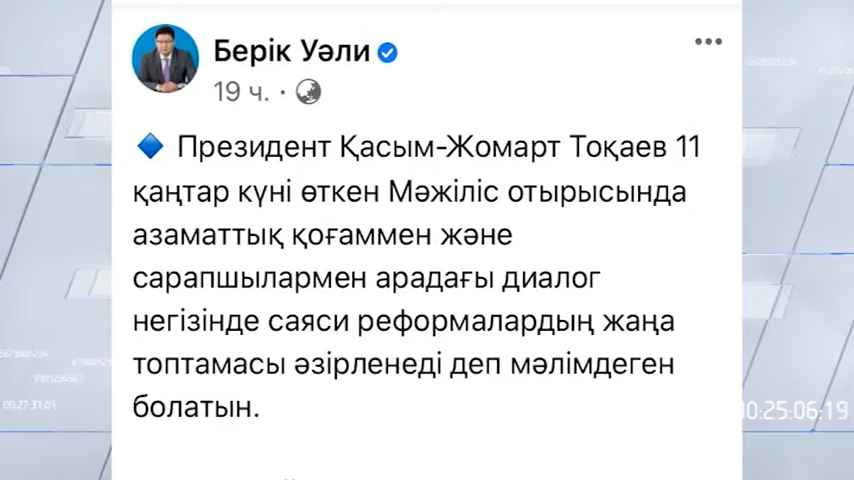 Берік Уәли
19 ч. ·
Президент Қасым-Жомарт Тоқаев 11
қаңтар күні өткен Мәжіліс отырысында
азаматтық қоғаммен және
сарапшылармен арадағы диалог
негізінде саяси реформалардың жаңа
топтамасы әзірленеді деп мәлімдеген
болатын.
00:27:31:01
00:25:06:19